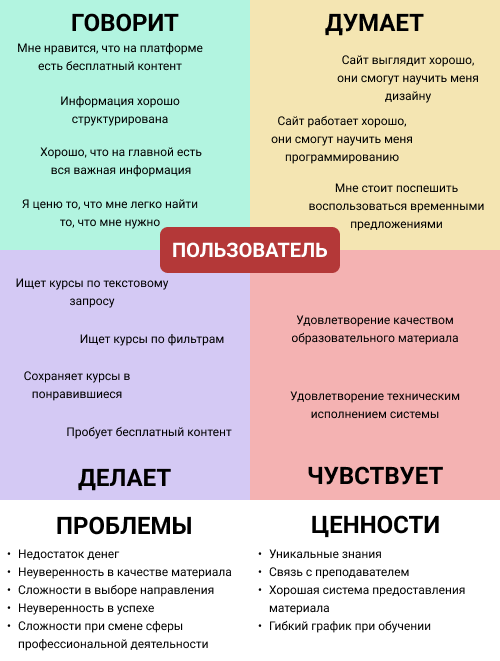 ГОВОРИТ
Мне нравится, что на платформе
есть бесплатный контент
Информация хорошо
структурирована
Хорошо, что на главной есть
вся важная информация
Я ценю то, что мне легко найти
то, что мне нужно
ДУМАЕТ
Сайт выглядит хорошо,
они смогут научить меня
дизайну
Сайт работает хорошо,
они смогут научить меня
программированию
Мне стоит поспешить
воспользоваться временными
предложениями
ПОЛЬЗОВАТЕЛЬ
Ищет курсы по текстовому
запросу
Ищет курсы по фильтрам
Сохраняет курсы в
понравившиеся
Пробует бесплатный контент
ДЕЛАЕТ
Удовлетворение качеством
образовательного материала
Удовлетворение техническим
исполнением системы
ЧУВСТВУЕТ
ПРОБЛЕМЫ
• Недостаток денег
• Неуверенность в качестве материала
• Сложности в выборе направления
• Неуверенность в успехе
• Сложности при смене сферы
профессиональной деятельности
ЦЕННОСТИ
• Уникальные знания
• Связь с преподавателем
• Хорошая система предоставления
материала
• Гибкий график при обучении